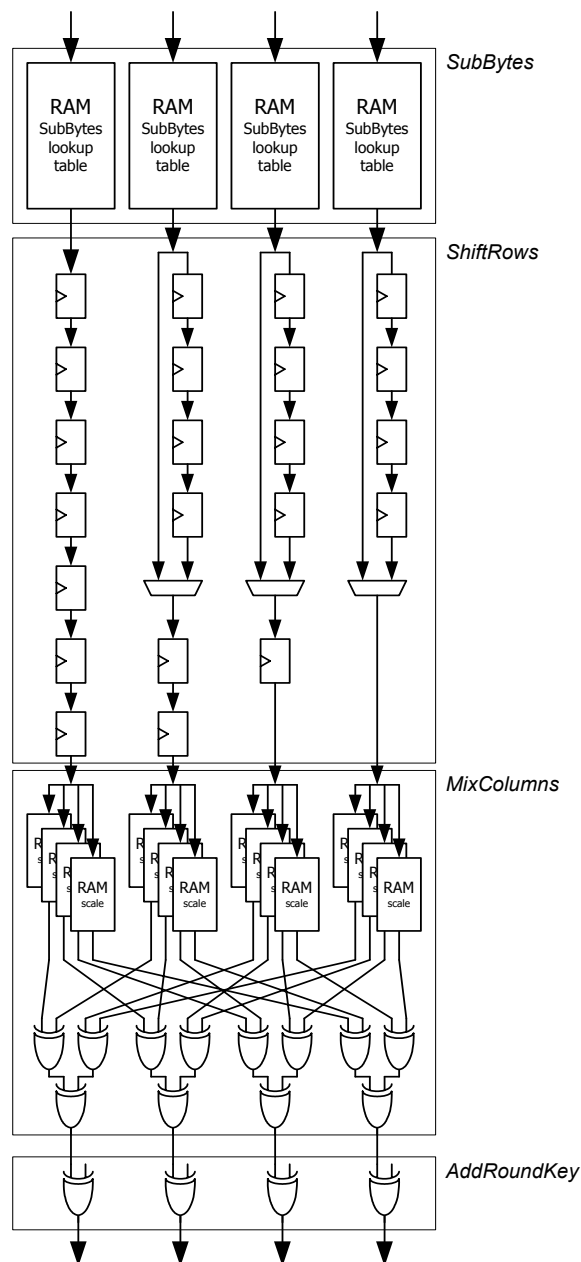 SubBytes
RAM
SubBytes
lookup
table
RAM
SubBytes
lookup
table
RAM
SubBytes
lookup
table
RAM
SubBytes
lookup
table
ShiftRows
MixColumns
RAM
scale
RAM
scale
RAM
scale
RAM
scale
AddRoundKey